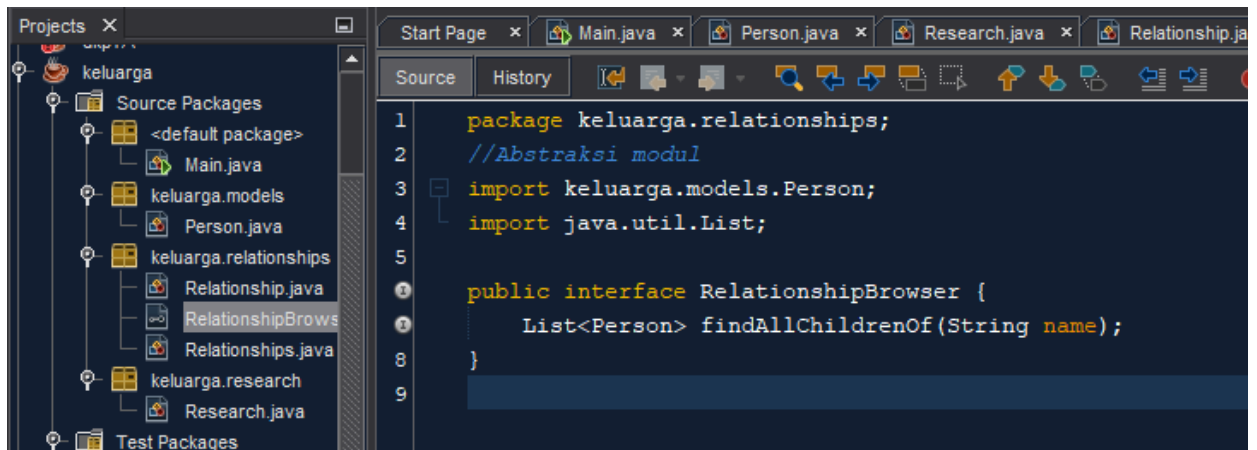 Projects
keluarga
Source Packages
<default package>
Main.java
keluarga.models
Person.java
keluarga.relationships
Relationship.java
RelationshipBrows
Relationships.java
keluarga.research
Research.java
Test Packages
Start Page Main.java Person.java Research.java Relationship.ja
Source History
1 package keluarga.relationships;
2 //Abstraksi modul
3 import keluarga.models.Person;
4 import java.util.List;
5
public interface RelationshipBrowser {
List<Person> findAllChildrenOf(String name);
8 }
9